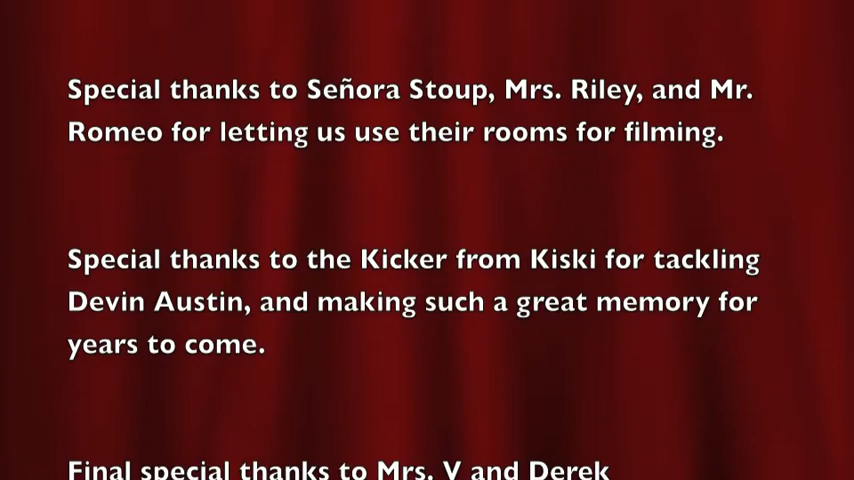 Special thanks to Señora Stoup, Mrs. Riley, and Mr.
Romeo for letting us use their rooms for filming.
Special thanks to the Kicker from Kiski for tackling
Devin Austin, and making such a great memory for
years to come.
Final special thanks to Mrs. V and Derek